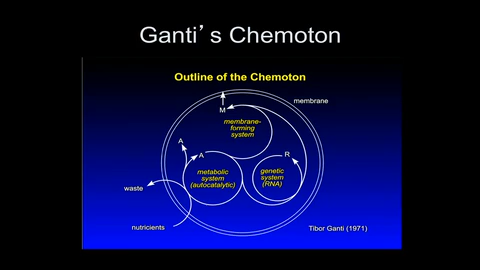 Ganti's Chemoton
Outline of the Chemoton
membrane
M
membrane-
forming
system
A
A
R
metabolic
system
(autocatalytic)
genetic
system
(RNA)
waste
nutricients
Tibor Ganti (1971)